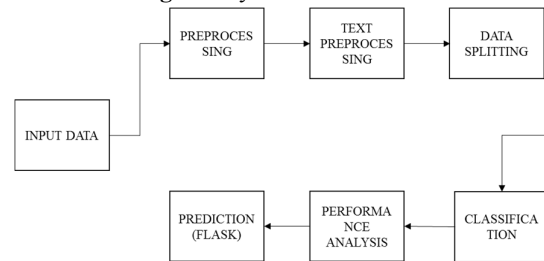 PREPROCES
SING
TEXT
PREPROCES
SING
DATA
SPLITTING
INPUT DATA
PREDICTION
(FLASK)
PERFORMA
NCE
ANALYSIS
CLASSIFICA
TION